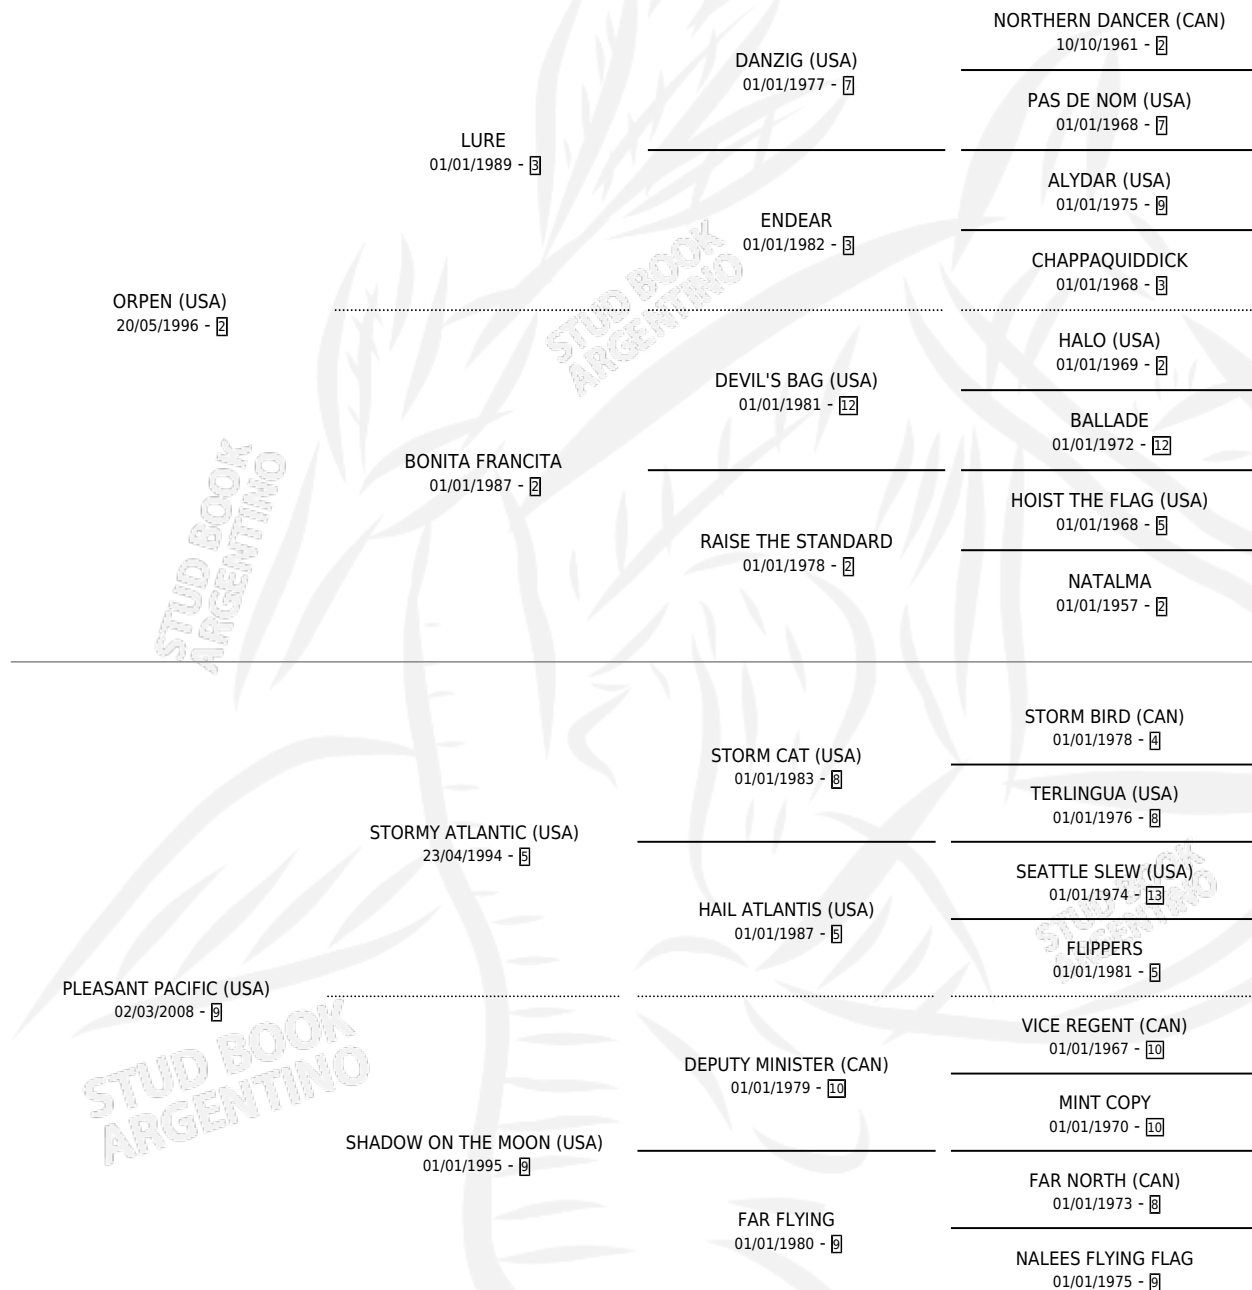 NORTHERN DANCER (CAN)
10/10/1961 - 2
DANZIG (USA)
01/01/1977 - 7
PAS DE NOM (USA)
01/01/1968 - 7
LURE
01/01/1989 - 3
ALYDAR (USA)
01/01/1975 - 9
ENDEAR
01/01/1982 - 3
CHAPPAQUIDDICK
01/01/1968 - 3
ORPEN (USA)
20/05/1996 - 2
STUD BOOK
ARGENTINO
HALO (USA)
01/01/1969 - 2
DEVIL'S BAG (USA)
01/01/1981 - 12
BALLADE
01/01/1972 - 12
BONITA FRANCITA
01/01/1987 - 2
HOIST THE FLAG (USA)
01/01/1968 - 5
RAISE THE STANDARD
01/01/1978 - 2
NATALMA
01/01/1957 - 2
STUD BOOK
ARGENTINO
STORM BIRD (CAN)
01/01/1978 - 4
STORM CAT (USA)
01/01/1983 - 8
TERLINGUA (USA)
01/01/1976 - 8
STORMY ATLANTIC (USA)
23/04/1994 - 5
SEATTLE SLEW (USA)
01/01/1974 - 13
HAIL ATLANTIS (USA)
01/01/1987 - 5
STUD BOOK
ARGENTINO
FLIPPERS
01/01/1981 - 5
PLEASANT PACIFIC (USA)
02/03/2008 - 9
STUD BOOK
ARGENTINO
VICE REGENT (CAN)
01/01/1967 - 10
DEPUTY MINISTER (CAN)
01/01/1979 - 10
MINT COPY
01/01/1970 - 10
SHADOW ON THE MOON (USA)
01/01/1995 - 9
FAR NORTH (CAN)
01/01/1973 - 8
FAR FLYING
01/01/1980 - 9
NALEES FLYING FLAG
01/01/1975 - 9